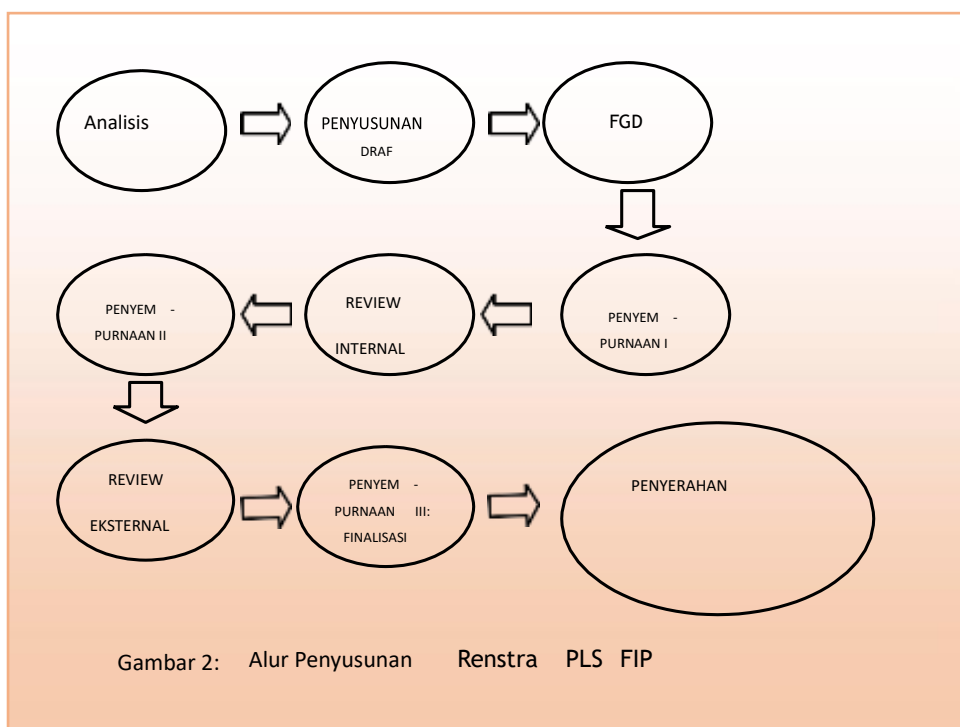 Analisis
PENYUSUNAN
DRAF
FGD
PENYEM -
PURNAAN I
REVIEW
INTERNAL
PENYEM -
PURNAAN II
REVIEW
EKSTERNAL
PENYEM -
PURNAAN III:
FINALISASI
PENYERAHAN
Gambar 2: Alur Penyusunan Renstra PLS FIP